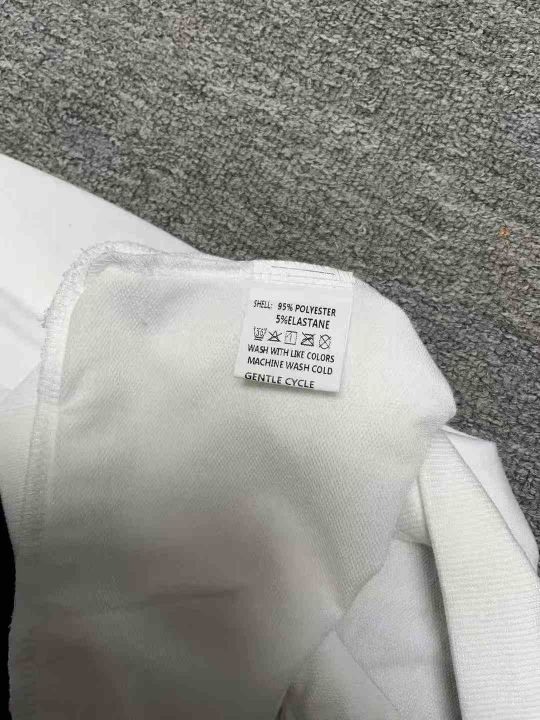 SHELL: 95% POLYESTER
5%ELASTANE
WASH WITH LIKE COLORS
MACHINE WASH COLD
GENTLE CYCLE